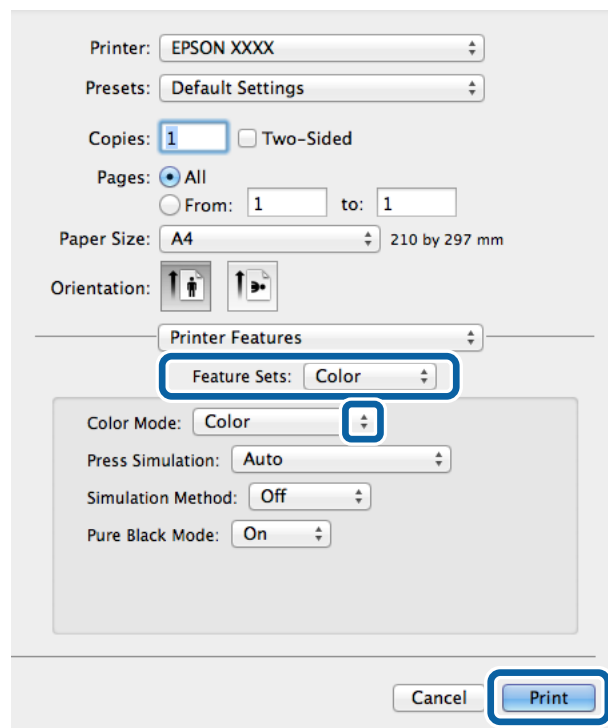 Printer: EPSON XXXX
Presets: Default Settings
Copies: 1 Two-Sided
Pages: All
From: 1 to: 1
Paper Size: A4 210 by 297 mm
Orientation:
Printer Features
Feature Sets: Color
Color Mode: Color
Press Simulation: Auto
Simulation Method: Off
Pure Black Mode: On
Cancel Print